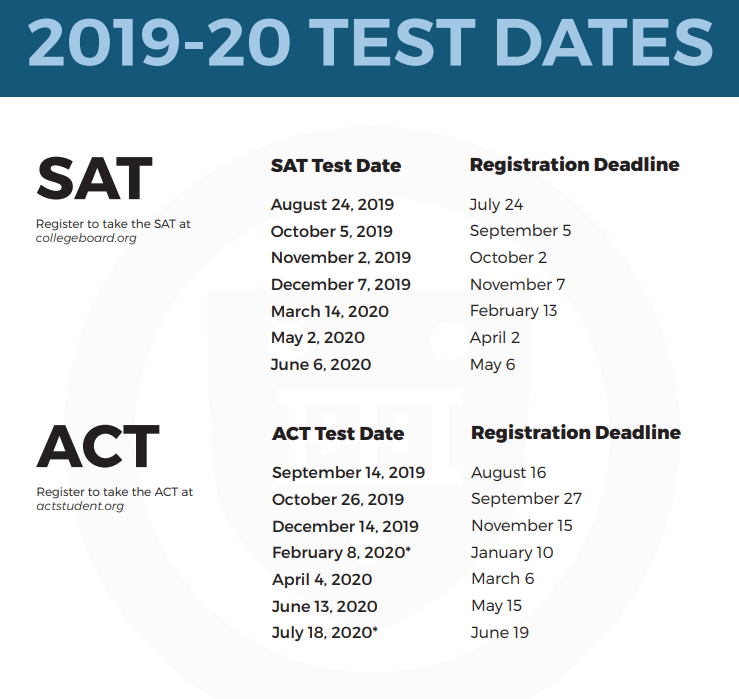 2019-20 TEST DATES
SAT
Register to take the SAT at
collegeboard.org
SAT Test Date Registration Deadline
August 24, 2019 July 24
October 5, 2019 September 5
November 2, 2019 October 2
December 7, 2019 November 7
March 14, 2020 February 13
May 2, 2020 April 2
June 6, 2020 May 6
ACT
Register to take the ACT at
actstudent.org
ACT Test Date Registration Deadline
September 14, 2019 August 16
October 26, 2019 September 27
December 14, 2019 November 15
February 8, 2020* January 10
April 4, 2020 March 6
June 13, 2020 May 15
July 18, 2020* June 19